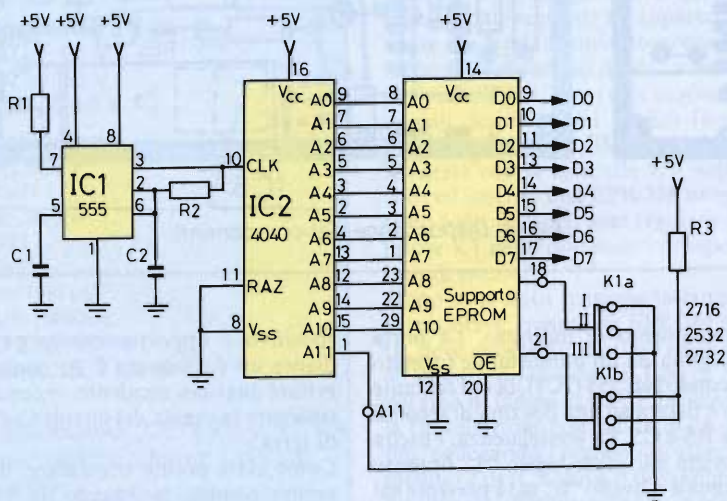 +5V
+5V
+5V
+5V
+5V
+5V
R1
4
8
7
3
2
6
5
1
IC1
555
R2
C1
C2
16
VCC
10 CLK
IC2
4040
11 RAZ
8 VSS
A0 9
A1 7
A2 6
A3 5
A4 3
A5 2
A6 4
A7 13
A8 12
A9 14
A10 15
A11 1
14
VCC
8 A0
7 A1
6 A2
5 A3
4 A4
3 A5
2 A6
1 A7
23 A8
22 A9
29 A10
D0 9 D0
D1 10 D1
D2 11 D2
D3 13 D3
D4 14 D4
D5 15 D5
D6 16 D6
D7 17 D7
Supporto
EPROM
18
21
VSS
12
OE
20
A11
R3
K1a
I 2716
II 2532
III 2732
K1b